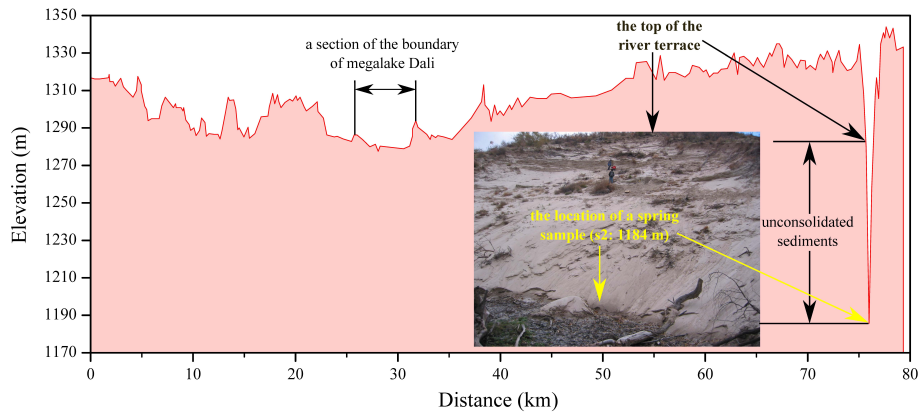 1350
1330
1310
1290
1270
1250
1230
1210
1190
1170
Elevation (m)
a section of the boundary
of megalake Dali
the top of the
river terrace
the location of a spring
sample (s2: 1184 m)
unconsolidated
sediments
0
10
20
30
40
50
60
70
80
Distance (km)